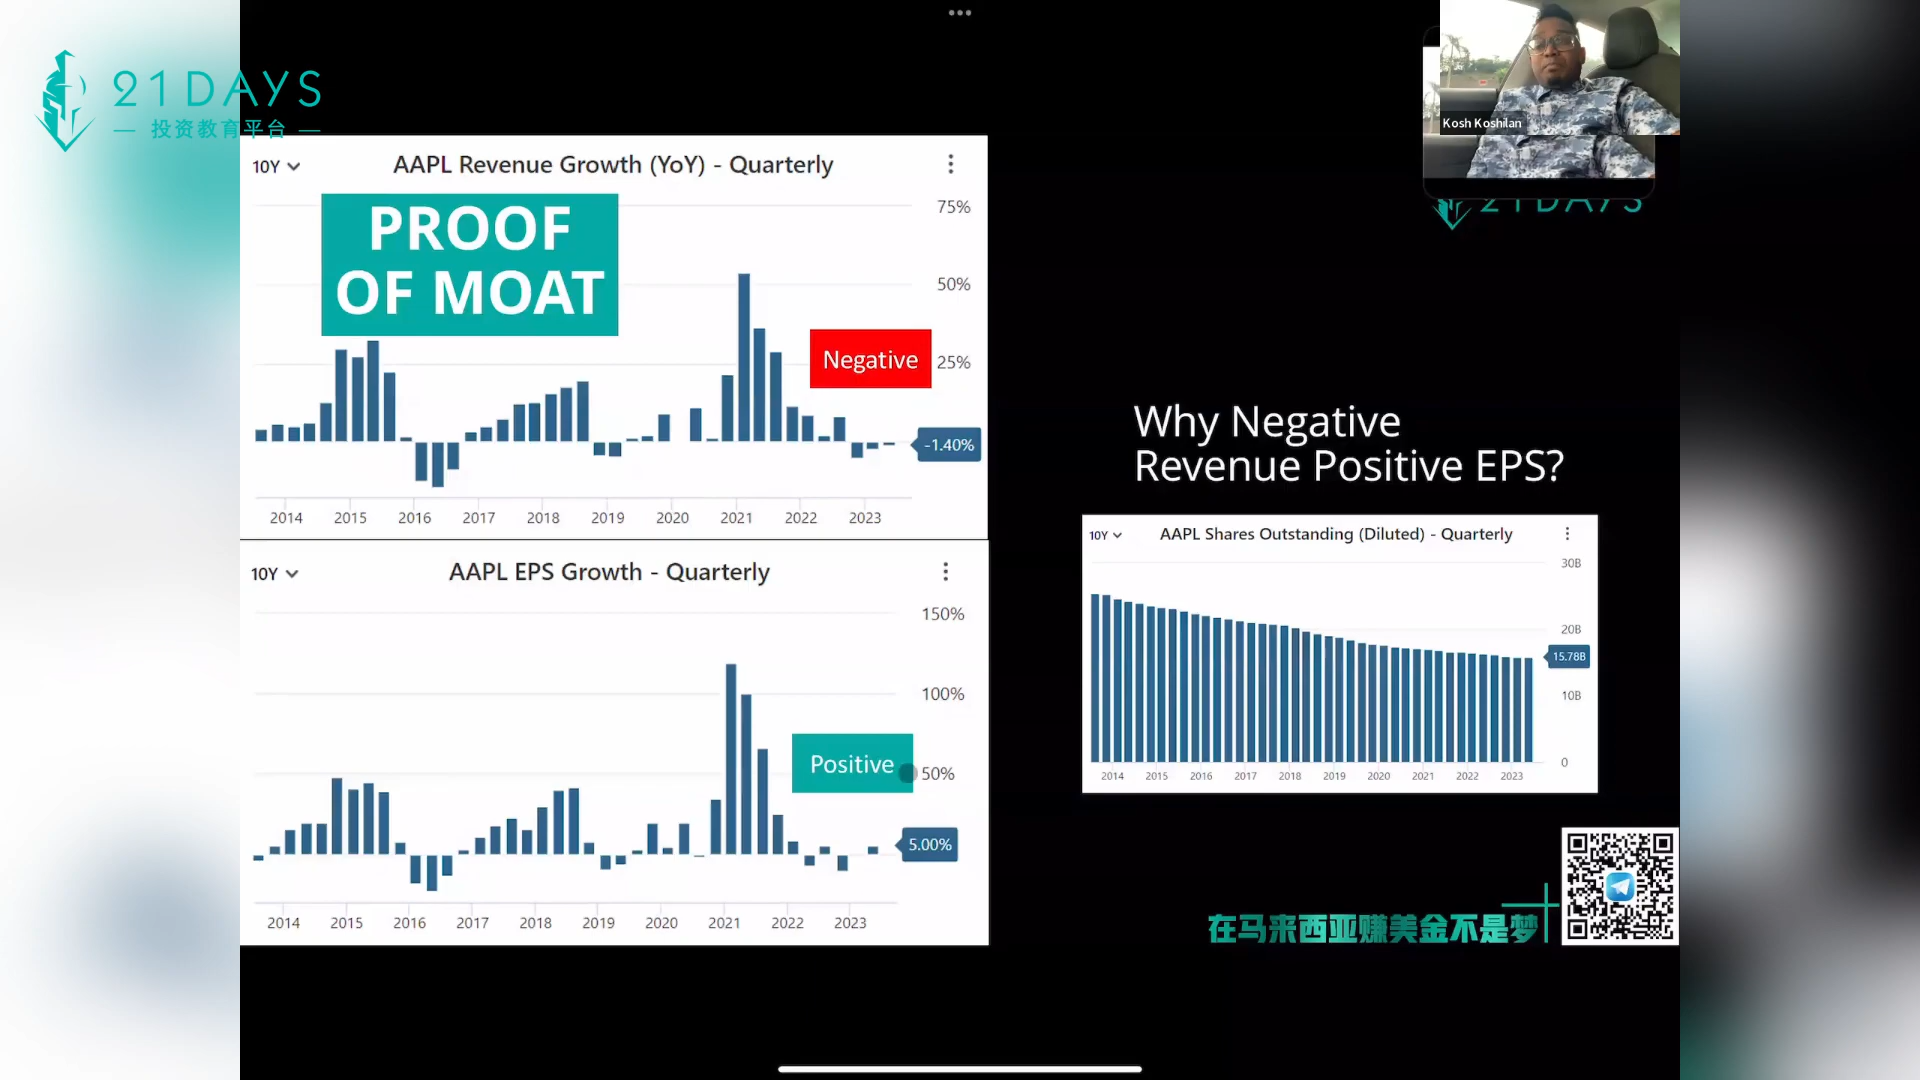 21DAYS
— 投资教育平台 —
10Y
AAPL Revenue Growth (YoY) - Quarterly
PROOF
OF MOAT
75%
50%
Negative
25%
-1.40%
2014 2015 2016 2017 2018 2019 2020 2021 2022 2023
10Y
AAPL EPS Growth - Quarterly
150%
100%
Positive
50%
5.00%
2014 2015 2016 2017 2018 2019 2020 2021 2022 2023
Kosh Koshilan
21DAYS
Why Negative
Revenue Positive EPS?
10Y
AAPL Shares Outstanding (Diluted) - Quarterly
30B
20B
15.78B
10B
0
2014 2015 2016 2017 2018 2019 2020 2021 2022 2023
在马来西亚赚美金不是梦